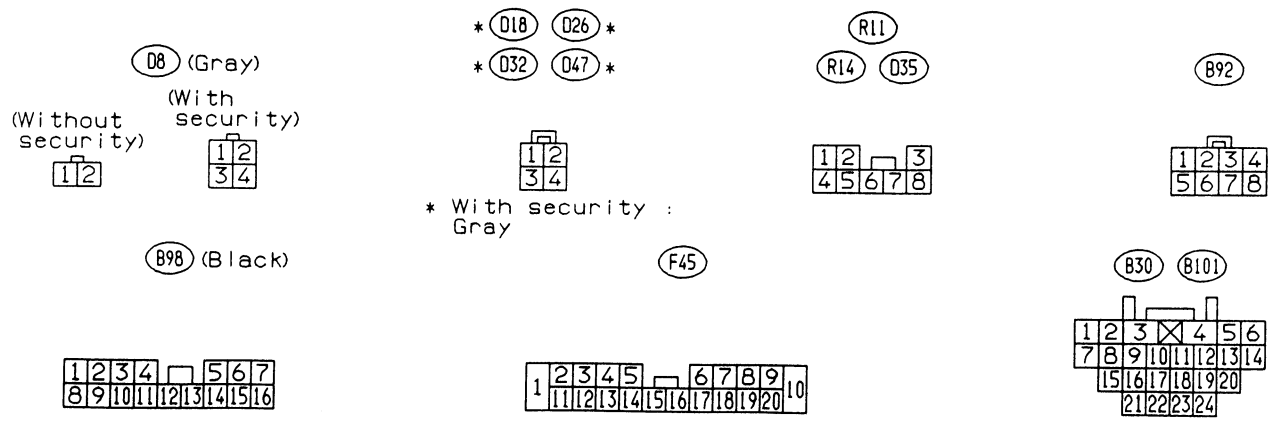 * D18 D26 *
R11
D8 (Gray)
* D32 D47 *
R14 D35
B92
(Without security)
(With security)
1 2
1 2
3 4
1 2
3 4
1 2 3
4 5 6 7 8
1 2 3 4
5 6 7 8
* With security :
Gray
B98 (Black)
F45
B30 B101
1 2 3 4 5 6 7
8 9 10 11 12 13 14 15 16
1 2 3 4 5 6 7 8 9 10
11 12 13 14 15 16 17 18 19 20
1 2 3 4 5 6
7 8 9 10 11 12 13 14
15 16 17 18 19 20
21 22 23 24